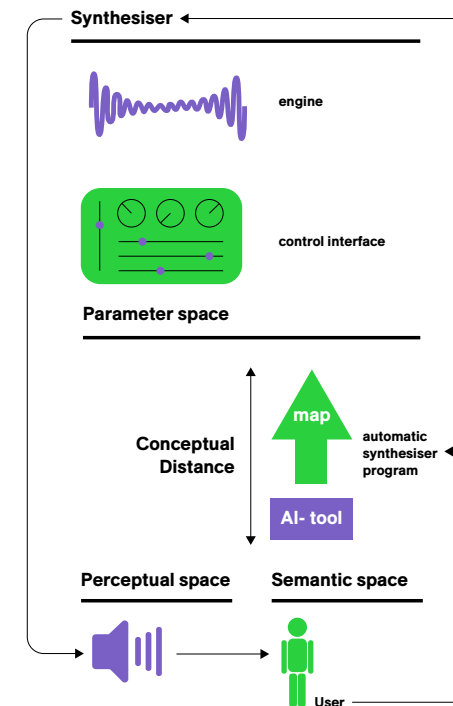 Synthesiser
engine
control interface
Parameter space
map
Conceptual
Distance
automatic
synthesiser
program
AI- tool
Perceptual space
Semantic space
User